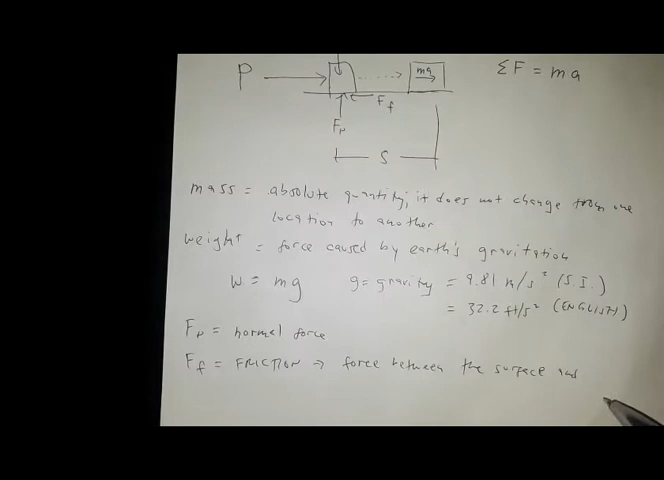 P
ma
ΣF = ma
Ff
FN
S
mass = absolute quantity, it does not change from one
location to another
weight = force caused by earth's gravitation
W = mg g = gravity = 9.81 m/s² (S.I.)
= 32.2 ft/s² (ENGLISH)
FN = normal force
Ff = FRICTION → force between the surface and